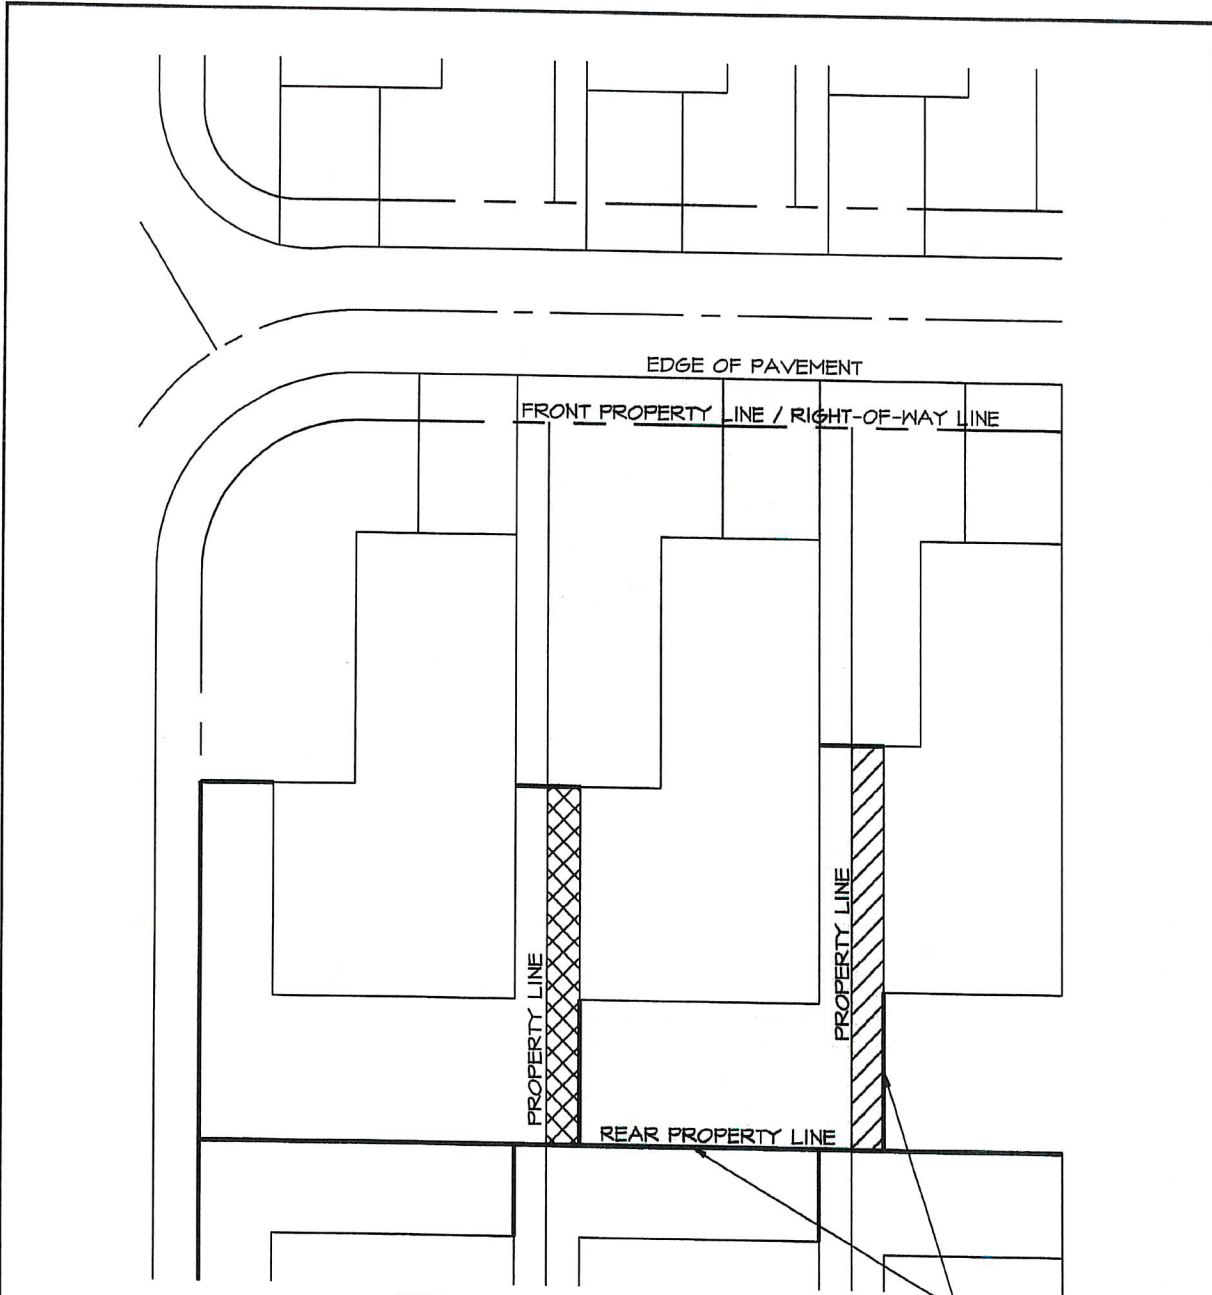 EDGE OF PAVEMENT
FRONT PROPERTY LINE / RIGHT-OF-WAY LINE
PROPERTY LINE
PROPERTY LINE
REAR PROPERTY LINE